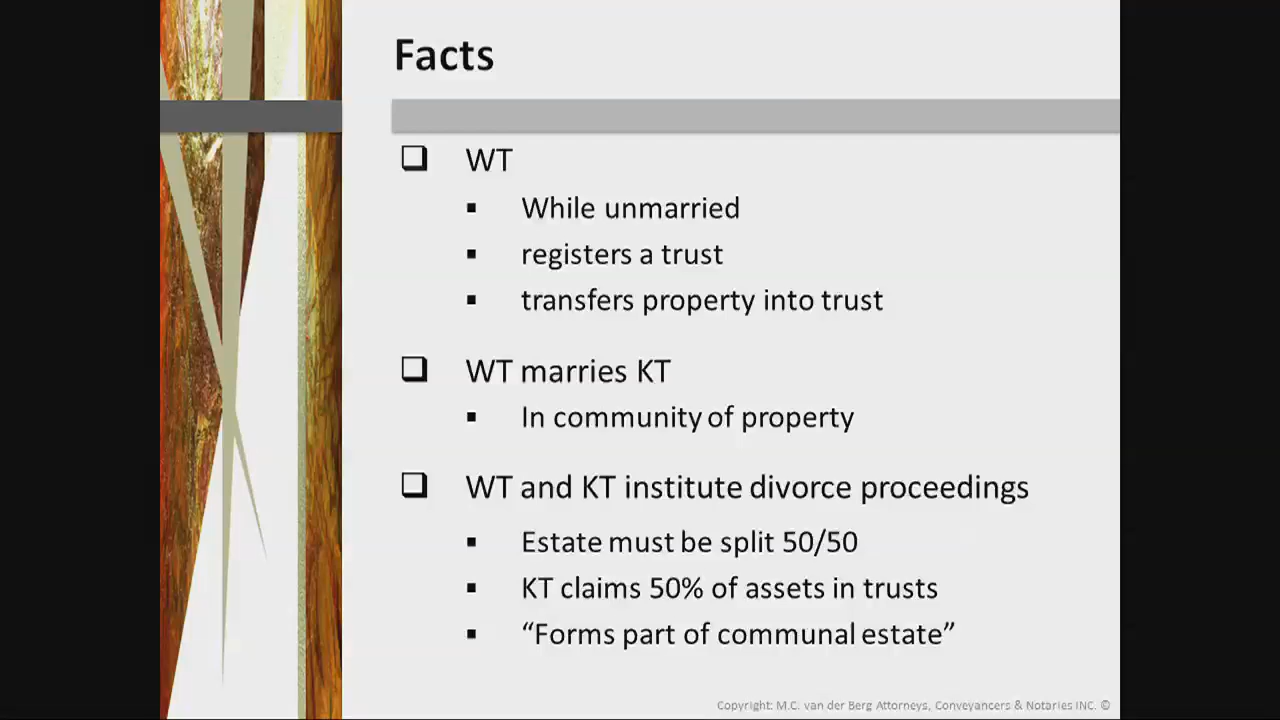 Facts
WT
While unmarried
registers a trust
transfers property into trust
WT marries KT
In community of property
WT and KT institute divorce proceedings
Estate must be split 50/50
KT claims 50% of assets in trusts
“Forms part of communal estate”
Copyright: M.C. van der Berg Attorneys, Conveyancers & Notaries INC. ©